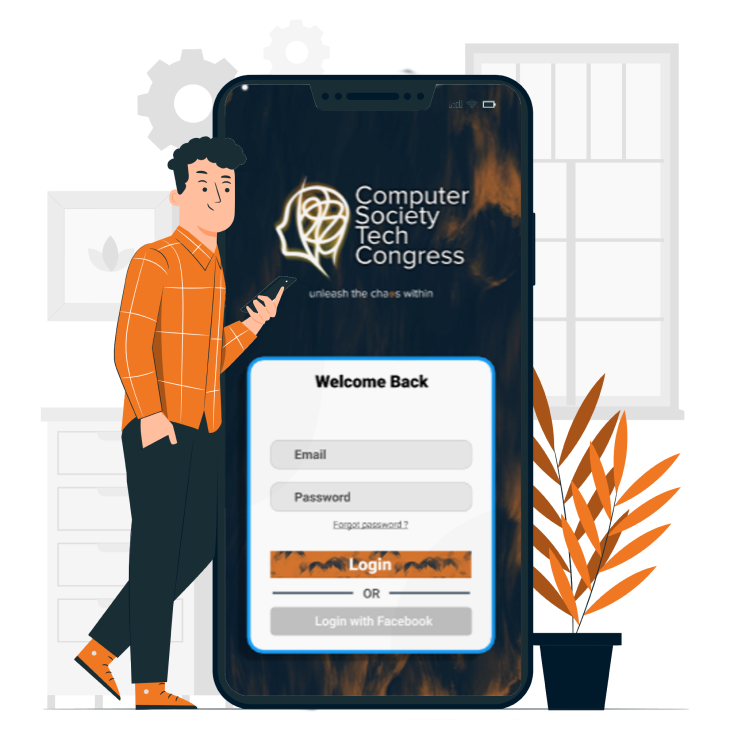 Computer
Society
Tech
Congress
unleash the chaos within
Welcome Back
Email
Password
Forgot password ?
Login
OR
Login with Facebook